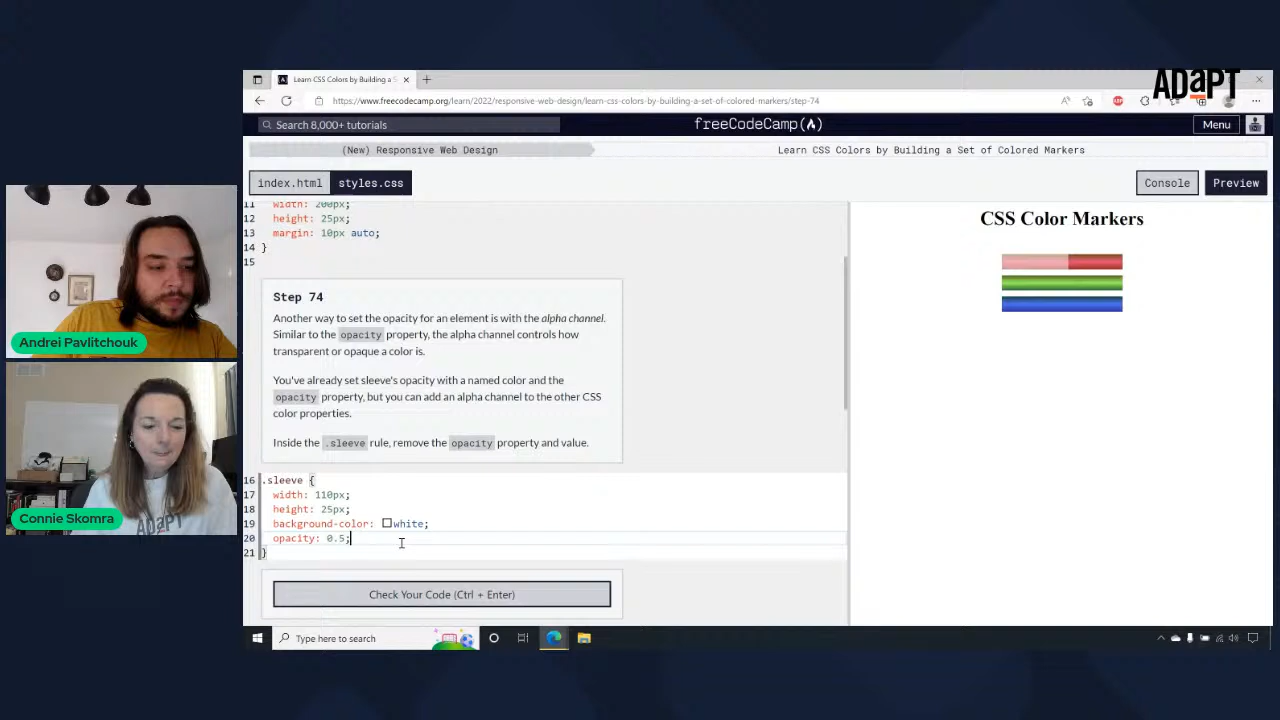 Learn CSS Colors by Building a S
ADaPT
https://www.freecodecamp.org/learn/2022/responsive-web-design/learn-css-colors-by-building-a-set-of-colored-markers/step-74
Search 8,000+ tutorials
freeCodeCamp
Menu
(New) Responsive Web Design
Learn CSS Colors by Building a Set of Colored Markers
index.html
styles.css
Console
Preview
11 width: 200px;
12 height: 25px;
13 margin: 10px auto;
14 }
15
Step 74
Another way to set the opacity for an element is with the alpha channel.
Similar to the opacity property, the alpha channel controls how
transparent or opaque a color is.
You've already set sleeve's opacity with a named color and the
opacity property, but you can add an alpha channel to the other CSS
color properties.
Inside the .sleeve rule, remove the opacity property and value.
16 .sleeve {
17 width: 110px;
18 height: 25px;
19 background-color: white;
20 opacity: 0.5;
21 }
Check Your Code (Ctrl + Enter)
CSS Color Markers
Type here to search
Andrei Pavlitchouk
ADaPT
Connie Skomra